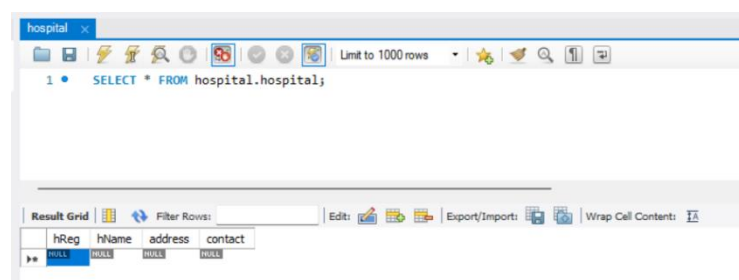 hospital
Limit to 1000 rows
1 SELECT * FROM hospital.hospital;
Result Grid Filter Rows: Edit: Export/Import: Wrap Cell Content:
hReg hName address contact
NULL NULL NULL NULL